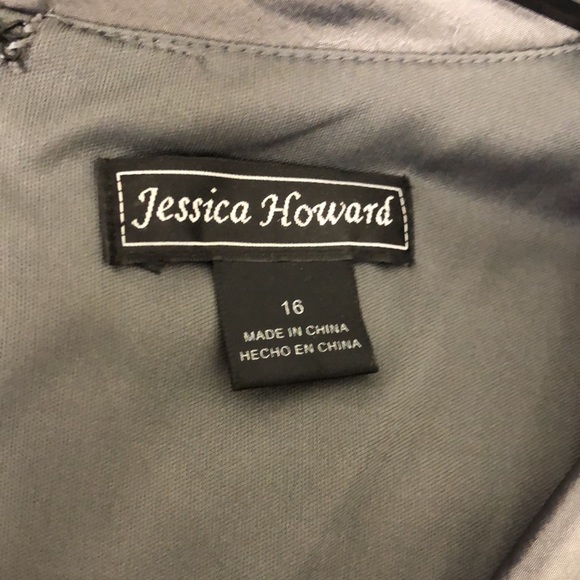 Jessica Howard
16
MADE IN CHINA
HECHO EN CHINA